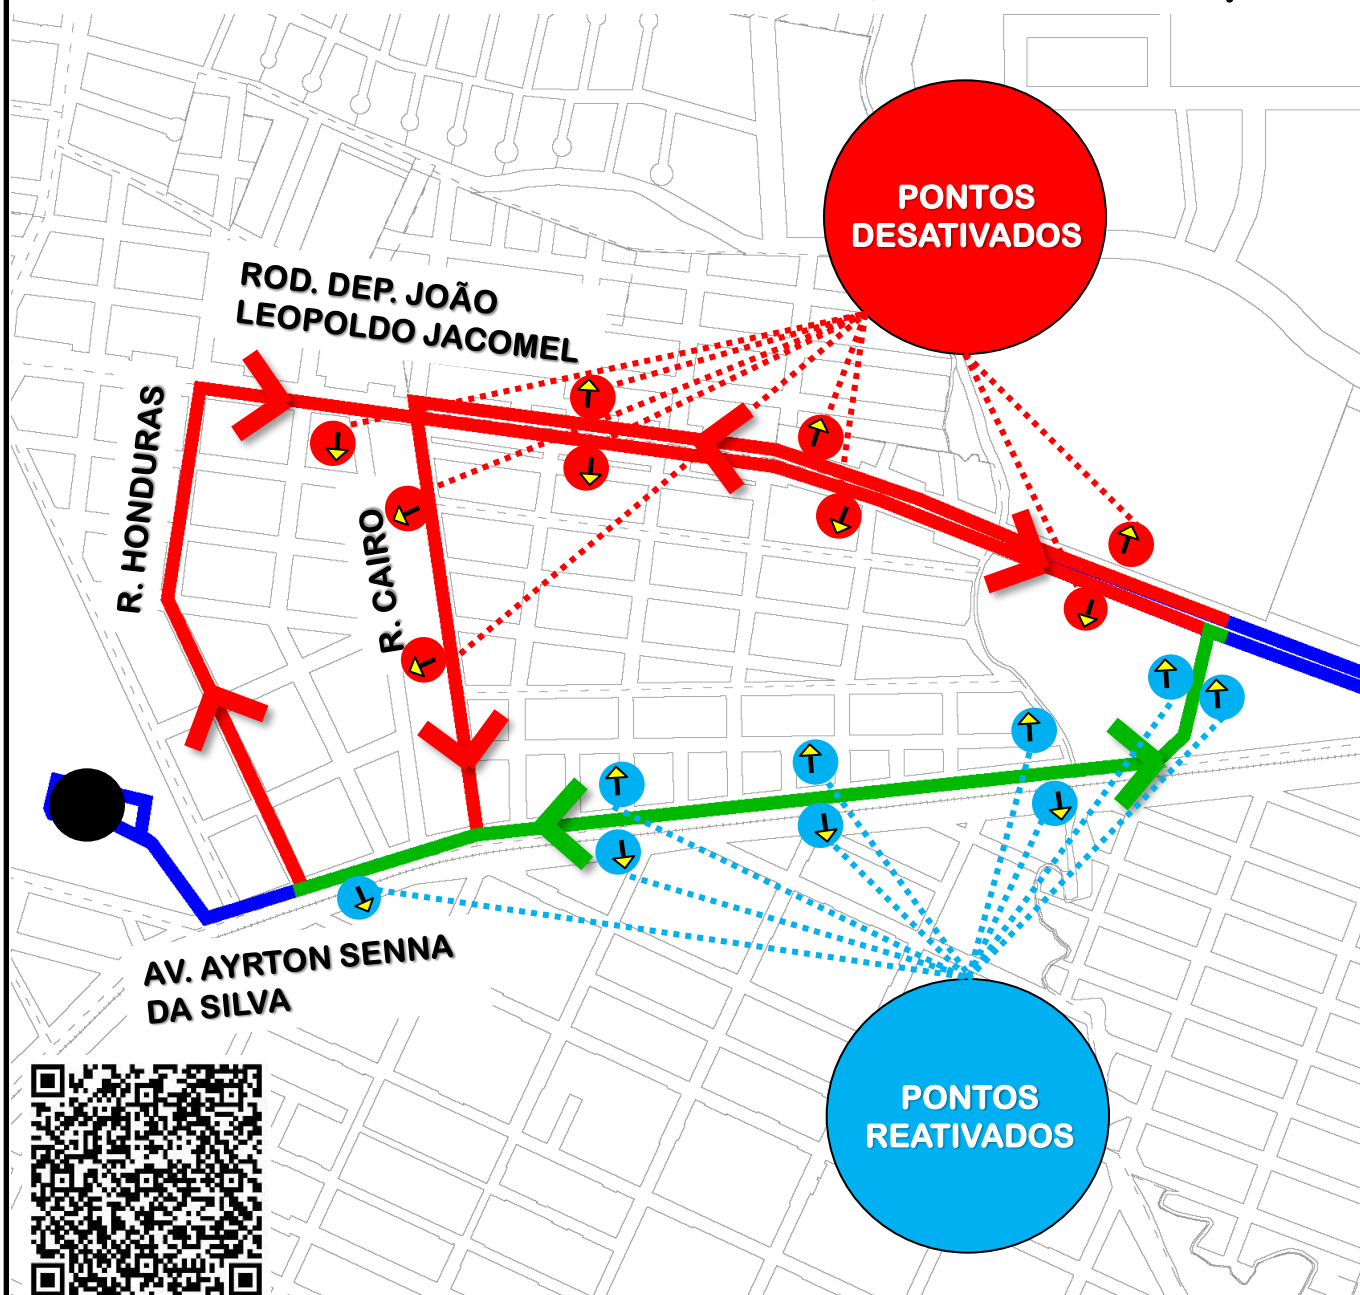 PONTOS
DESATIVADOS
ROD. DEP. JOÃO
LEOPOLDO JACOMEL
R. HONDURAS
R. CAIRO
AV. AYRTON SENNA
DA SILVA
PONTOS
REATIVADOS